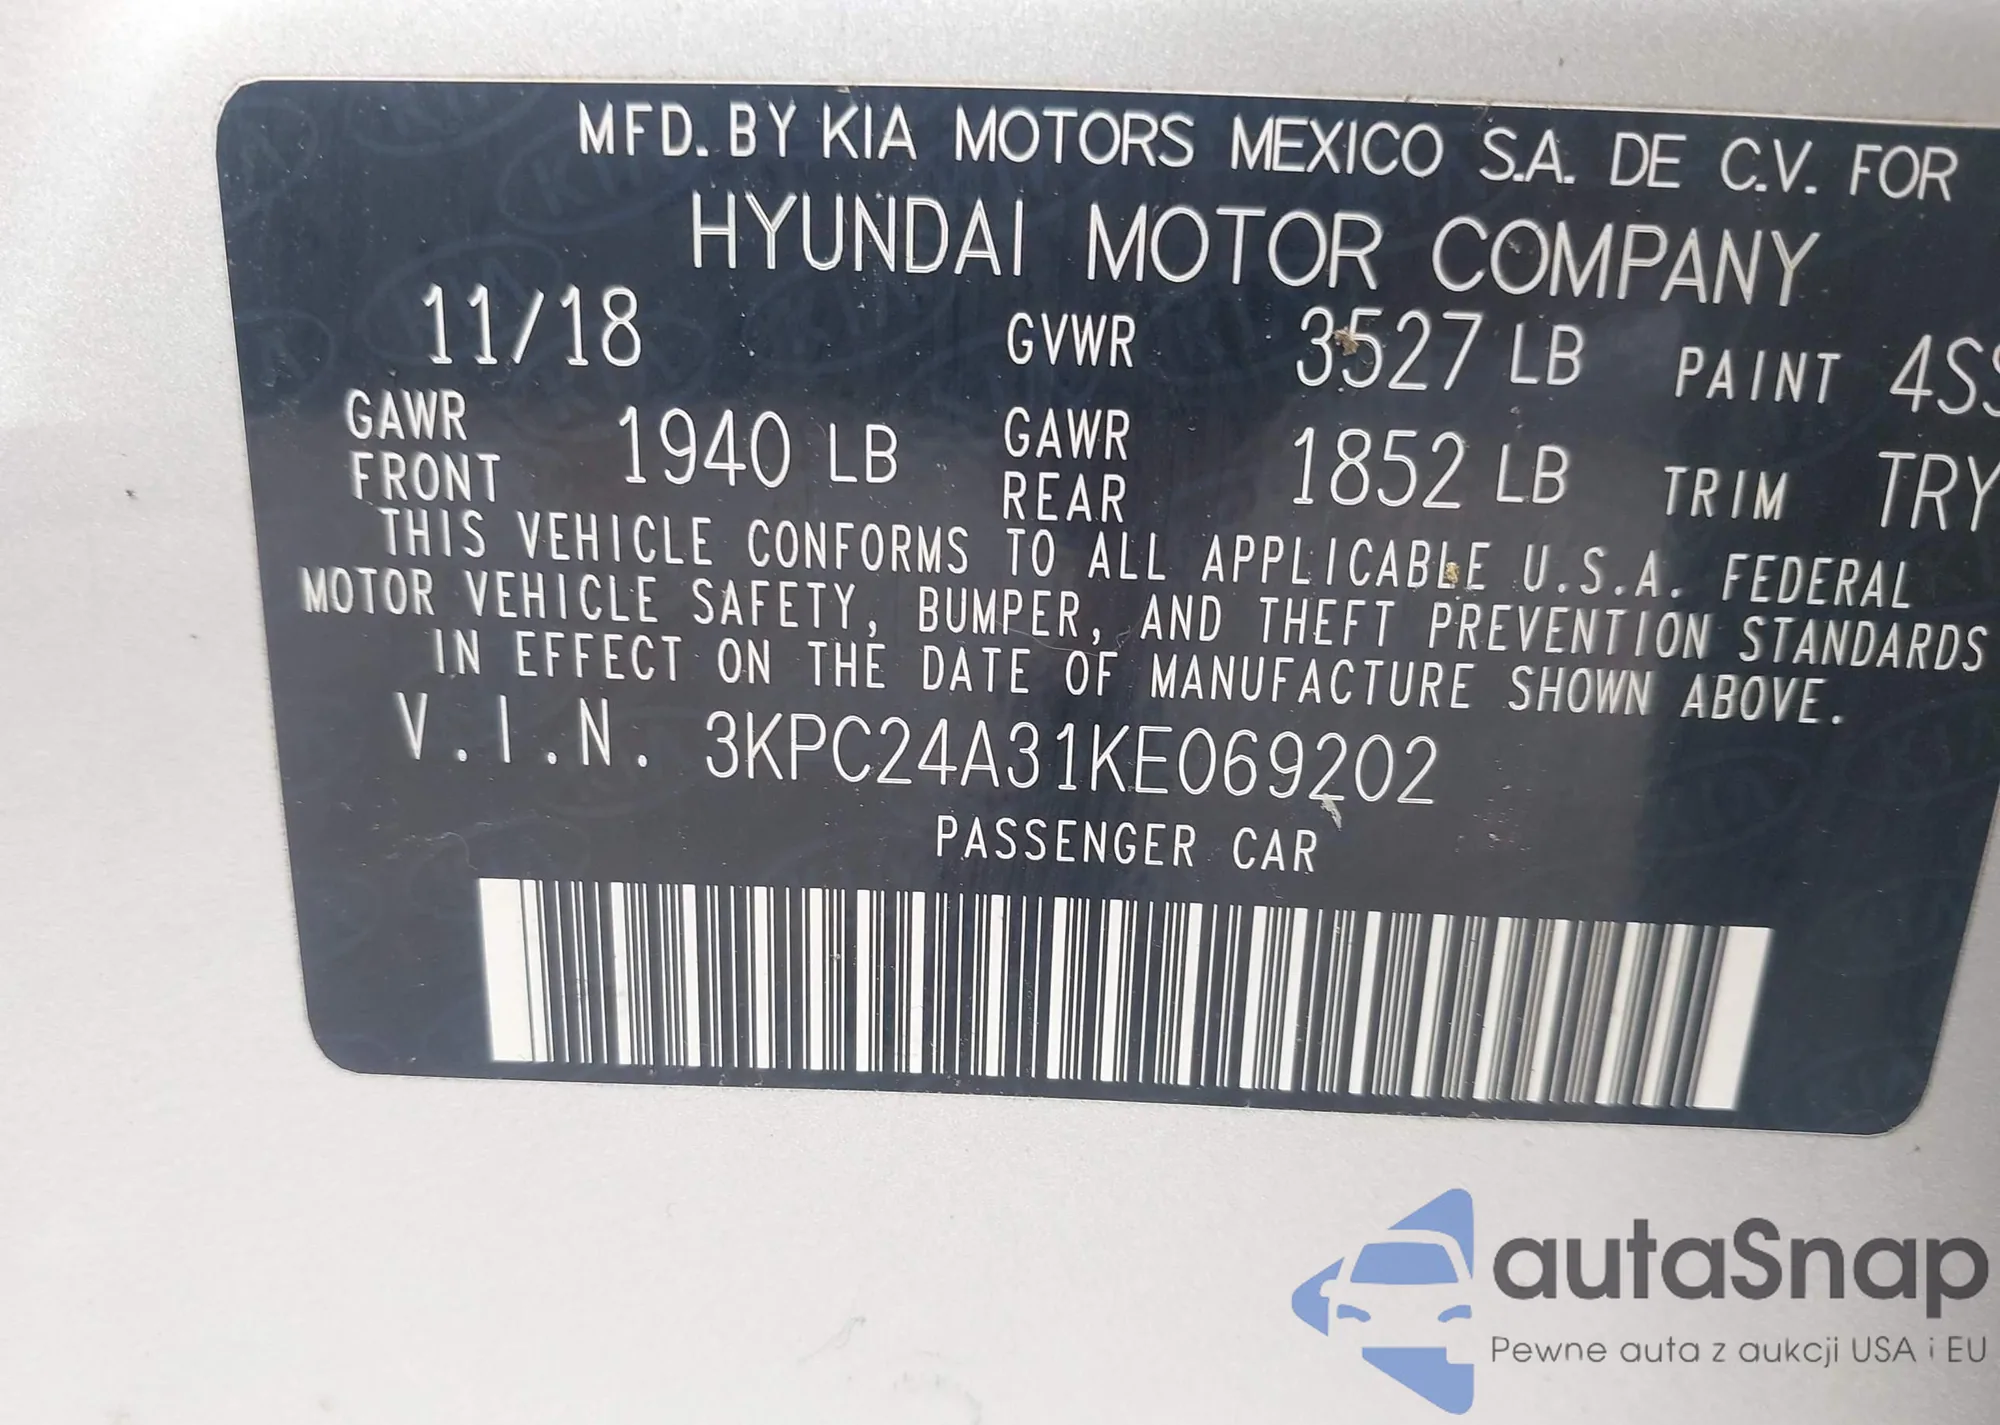 MFD. BY KIA MOTORS MEXICO S.A. DE C.V. FOR
HYUNDAI MOTOR COMPANY
11/18 GVWR 3527 LB PAINT 4SS
GAWR FRONT 1940 LB GAWR REAR 1852 LB TRIM TRY
THIS VEHICLE CONFORMS TO ALL APPLICABLE U.S.A. FEDERAL
MOTOR VEHICLE SAFETY, BUMPER, AND THEFT PREVENTION STANDARDS
IN EFFECT ON THE DATE OF MANUFACTURE SHOWN ABOVE.
V.I.N. 3KPC24A31KE069202
PASSENGER CAR
autaSnap
Pewne auta z aukcji USA i EU